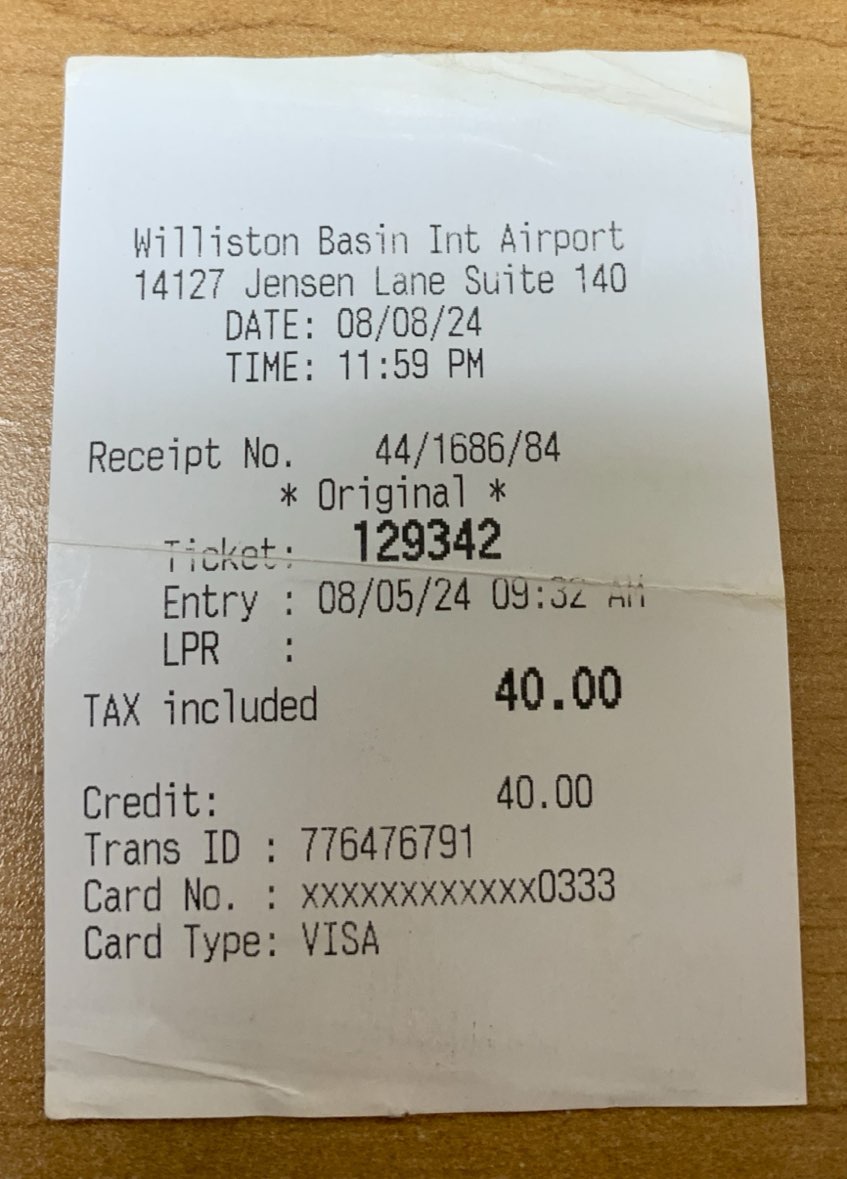 Williston Basin Int Airport
14127 Jensen Lane Suite 140
DATE: 08/08/24
TIME: 11:59 PM
Receipt No. 44/1686/84
* Original *
Ticket: 129342
Entry : 08/05/24 09:32 AM
LPR :
TAX included 40.00
Credit: 40.00
Trans ID : 776476791
Card No. : xxxxxxxxxxxx0333
Card Type: VISA